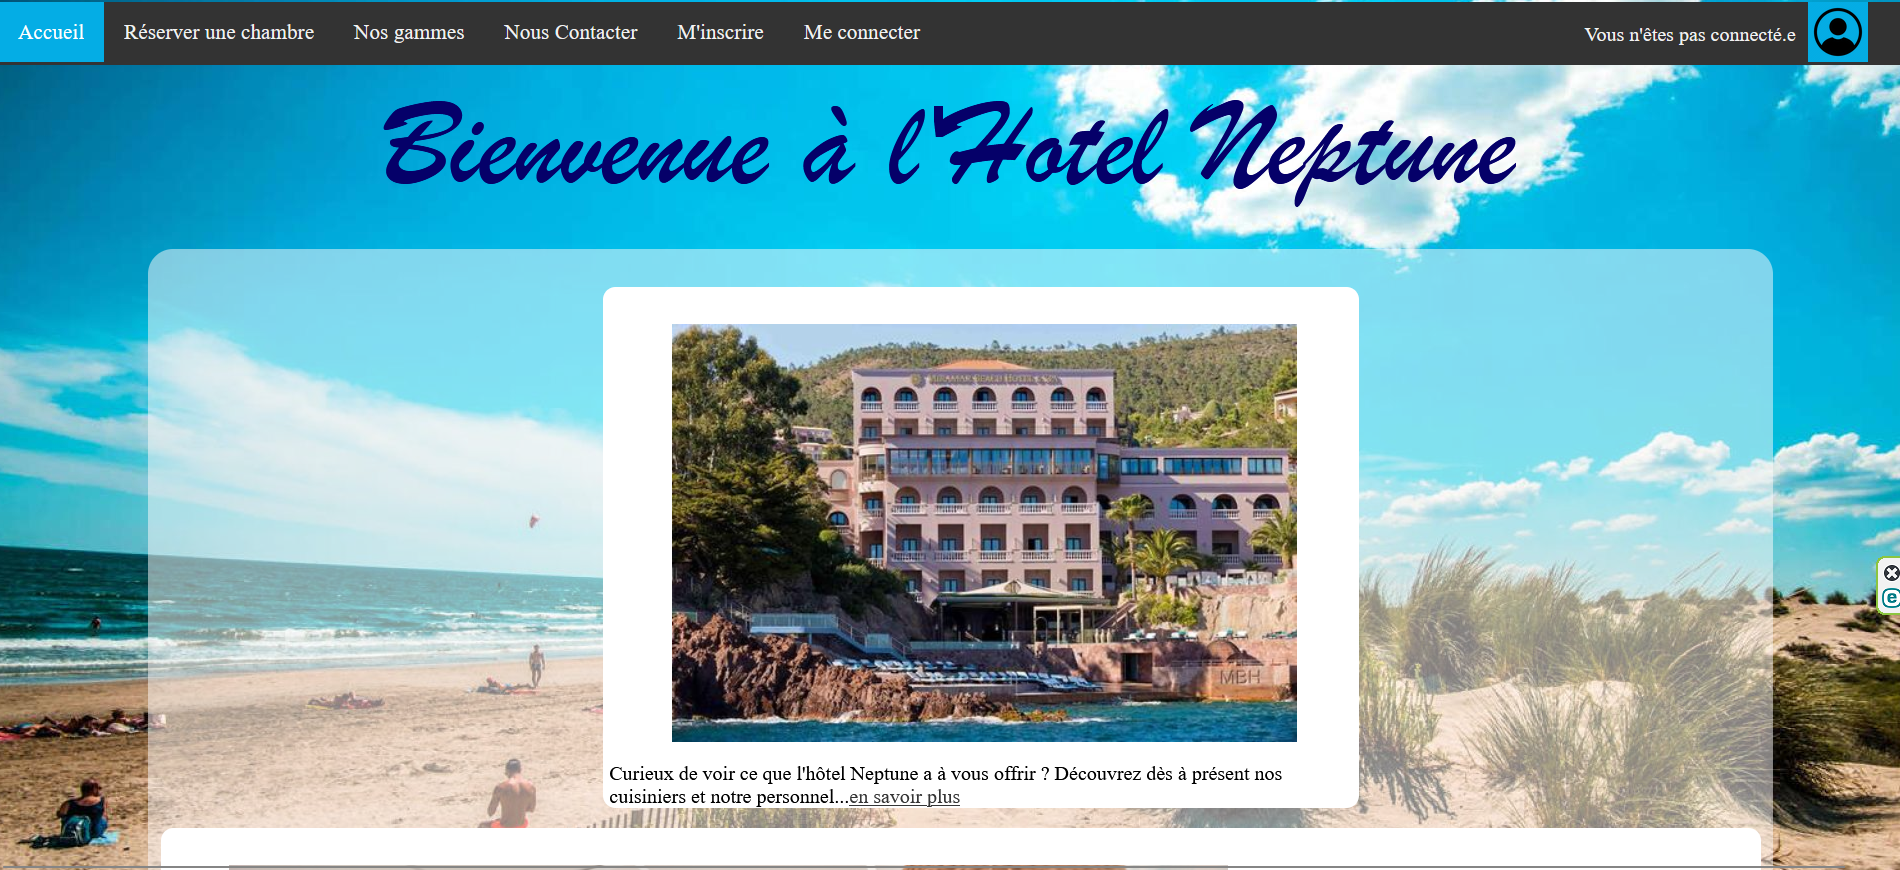 Accueil Réserver une chambre Nos gammes Nous Contacter M'inscrire Me connecter Vous n'êtes pas connecté.e
Bienvenue à l'Hotel Neptune
MIRAMAR BEACH HOTEL & SPA
MBH
Curieux de voir ce que l'hôtel Neptune a à vous offrir ? Découvrez dès à présent nos
cuisiniers et notre personnel...en savoir plus